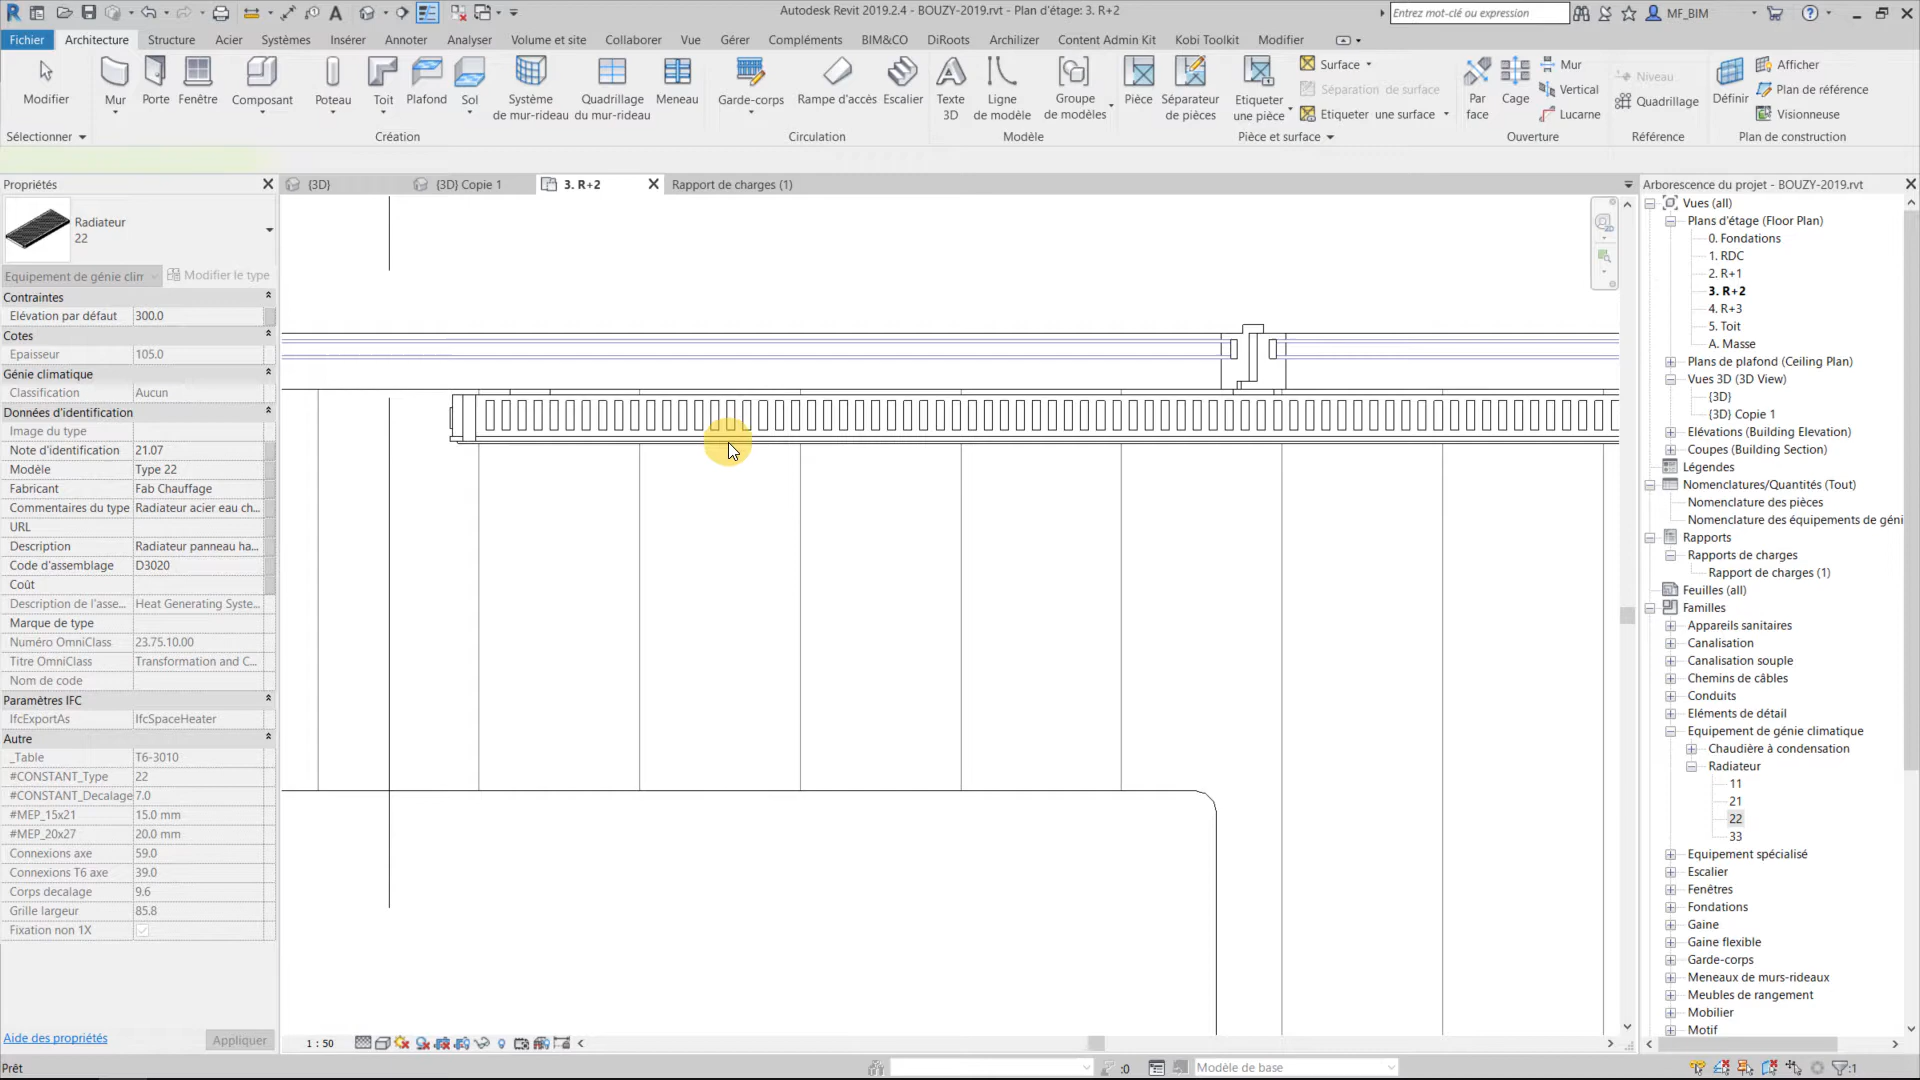 Autodesk Revit 2019.2.4 - BOUZY-2019.rvt - Plan d'étage: 3. R+2
Entrez mot-clé ou expression
MF_BIM
Fichier Architecture Structure Acier Systèmes Insérer Annoter Analyser Volume et site Collaborer Vue Gérer Compléments BIM&CO DiRoots Archilizer Content Admin Kit Kobi Toolkit Modifier
Modifier
Mur
Porte
Fenêtre
Composant
Poteau
Toit
Plafond
Sol
Système
de mur-rideau
Quadrillage
du mur-rideau
Meneau
Garde-corps
Rampe d'accès
Escalier
Texte
3D
Ligne
de modèle
Groupe
de modèles
Pièce
Séparateur
de pièces
Etiqueter
une pièce
Surface
Séparation de surface
Etiqueter une surface
Par
face
Cage
Mur
Vertical
Lucarne
Niveau
Quadrillage
Définir
Afficher
Plan de référence
Visionneuse
Sélectionner
Création
Circulation
Modèle
Pièce et surface
Ouverture
Référence
Plan de construction
Propriétés
{3D}
{3D} Copie 1
3. R+2
Rapport de charges (1)
Arborescence du projet - BOUZY-2019.rvt
Radiateur
22
Equipement de génie clim
Modifier le type
Contraintes
Elévation par défaut 300.0
Cotes
Epaisseur 105.0
Génie climatique
Classification Aucun
Données d'identification
Image du type
Note d'identification 21.07
Modèle Type 22
Fabricant Fab Chauffage
Commentaires du type Radiateur acier eau ch...
URL
Description Radiateur panneau ha...
Code d'assemblage D3020
Coût
Description de l'asse... Heat Generating Syste...
Marque de type
Numéro OmniClass 23.75.10.00
Titre OmniClass Transformation and C...
Nom de code
Paramètres IFC
IfcExportAs IfcSpaceHeater
Autre
_Table T6-3010
#CONSTANT_Type 22
#CONSTANT_Decalage 7.0
#MEP_15x21 15.0 mm
#MEP_20x27 20.0 mm
Connexions axe 59.0
Connexions T6 axe 39.0
Corps decalage 9.6
Grille largeur 85.8
Fixation non 1X
Aide des propriétés
Appliquer
Vues (all)
Plans d'étage (Floor Plan)
0. Fondations
1. RDC
2. R+1
3. R+2
4. R+3
5. Toit
A. Masse
Plans de plafond (Ceiling Plan)
Vues 3D (3D View)
{3D}
{3D} Copie 1
Elévations (Building Elevation)
Coupes (Building Section)
Légendes
Nomenclatures/Quantités (Tout)
Nomenclature des pièces
Nomenclature des équipements de géni
Rapports
Rapports de charges
Rapport de charges (1)
Feuilles (all)
Familles
Appareils sanitaires
Canalisation
Canalisation souple
Chemins de câbles
Conduits
Eléments de détail
Equipement de génie climatique
Chaudière à condensation
Radiateur
11
21
22
33
Equipement spécialisé
Escalier
Fenêtres
Fondations
Gaine
Gaine flexible
Garde-corps
Meneaux de murs-rideaux
Meubles de rangement
Mobilier
Motif
1 : 50
Prêt
:0
Modèle de base
:1